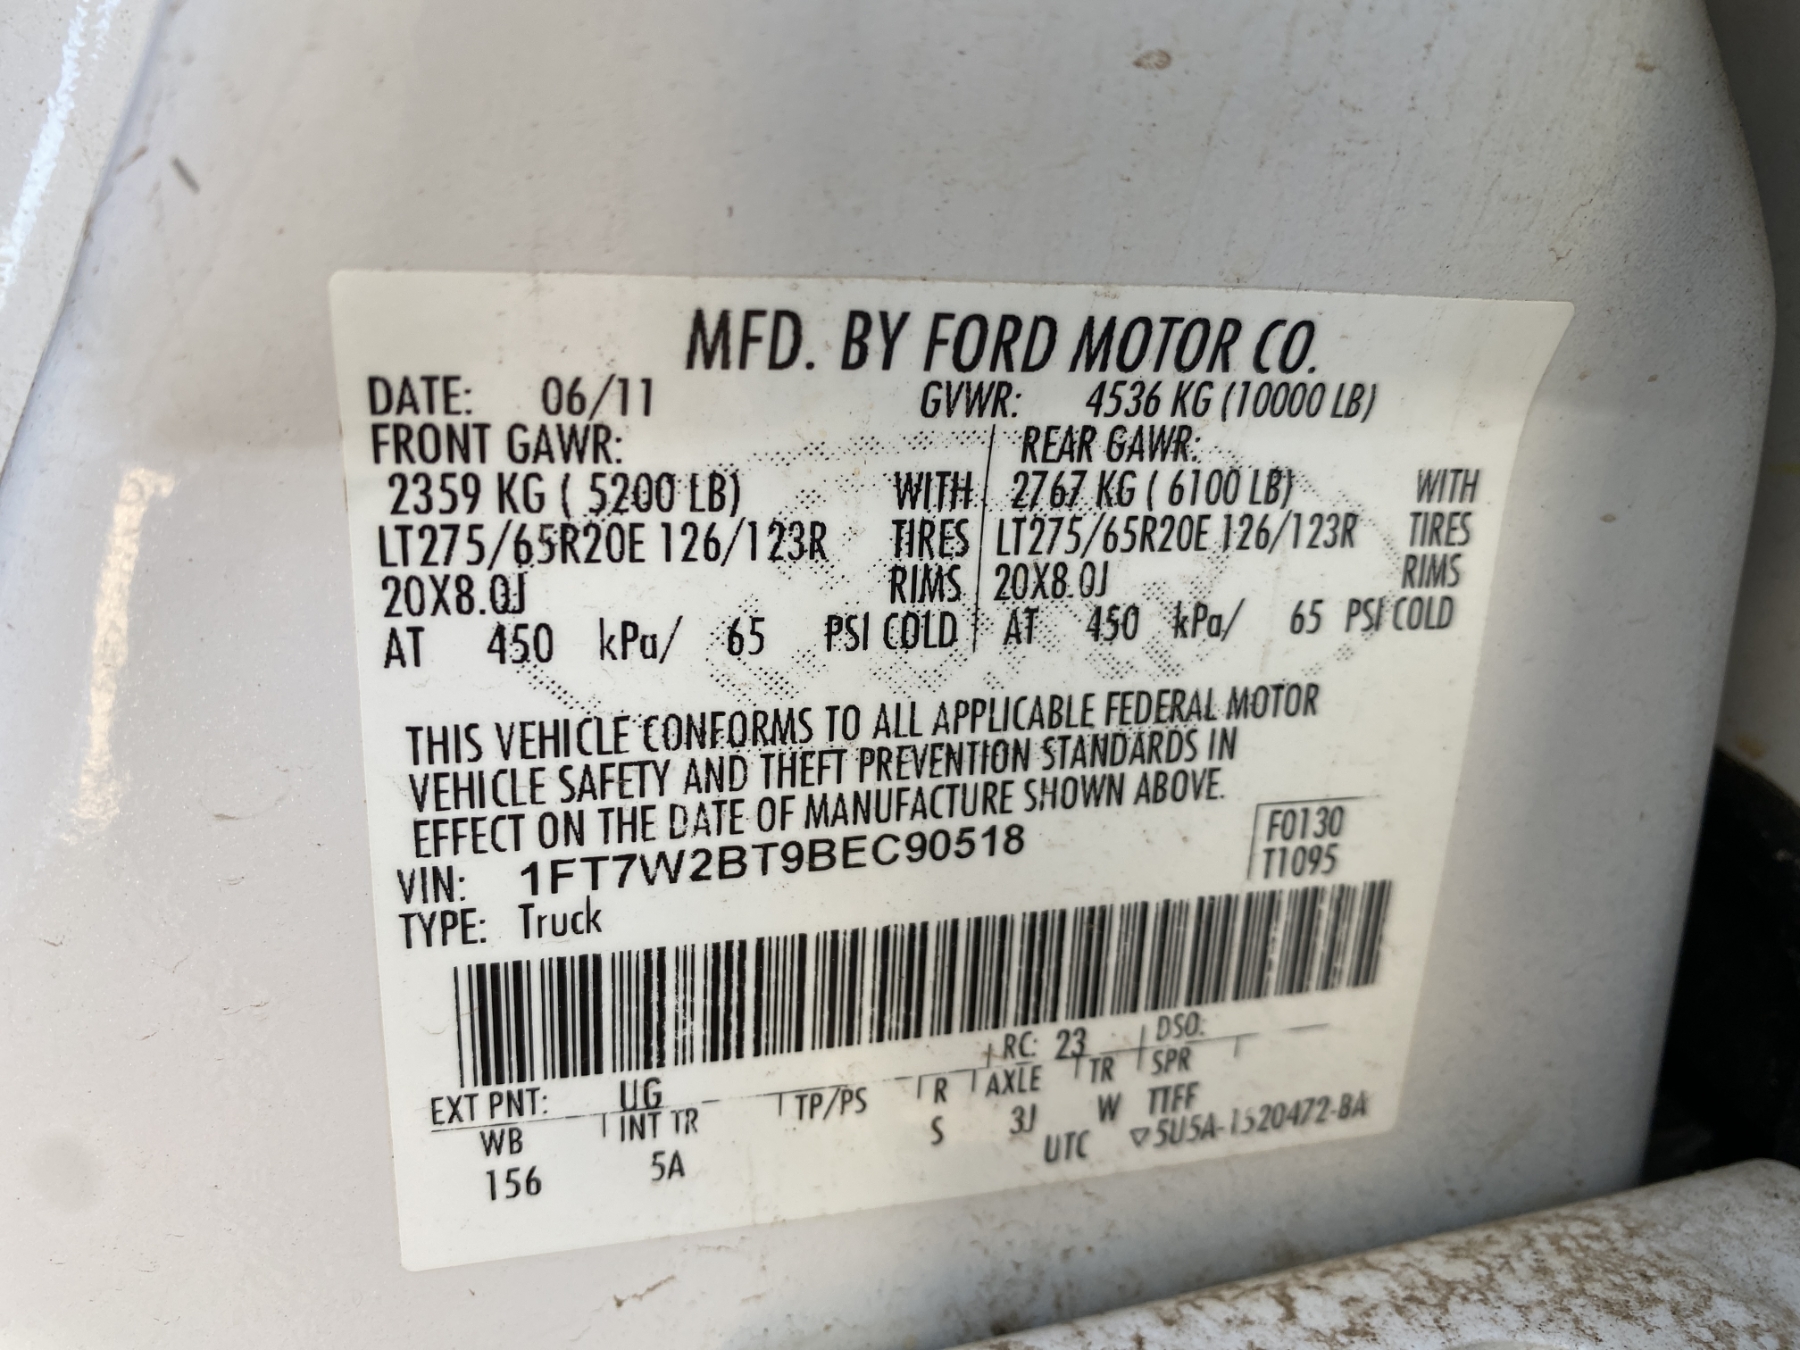 MFD. BY FORD MOTOR CO.
DATE: 06/11 GVWR: 4536 KG (10000 LB)
FRONT GAWR: REAR GAWR:
2359 KG ( 5200 LB) WITH 2767 KG ( 6100 LB) WITH
LT275/65R20E 126/123R TIRES LT275/65R20E 126/123R TIRES
20X8.0J RIMS 20X8.0J RIMS
AT 450 kPa/ 65 PSI COLD AT 450 kPa/ 65 PSI COLD
THIS VEHICLE CONFORMS TO ALL APPLICABLE FEDERAL MOTOR
VEHICLE SAFETY AND THEFT PREVENTION STANDARDS IN
EFFECT ON THE DATE OF MANUFACTURE SHOWN ABOVE.
VIN: 1FT7W2BT9BEC90518 F0130
TYPE: Truck T1095
EXT PNT: UG RC: 23 DSO:
WB INT TR TP/PS R AXLE TR SPR
156 5A S 3J W TTFF
UTC ▽5U5A-1520472-BA